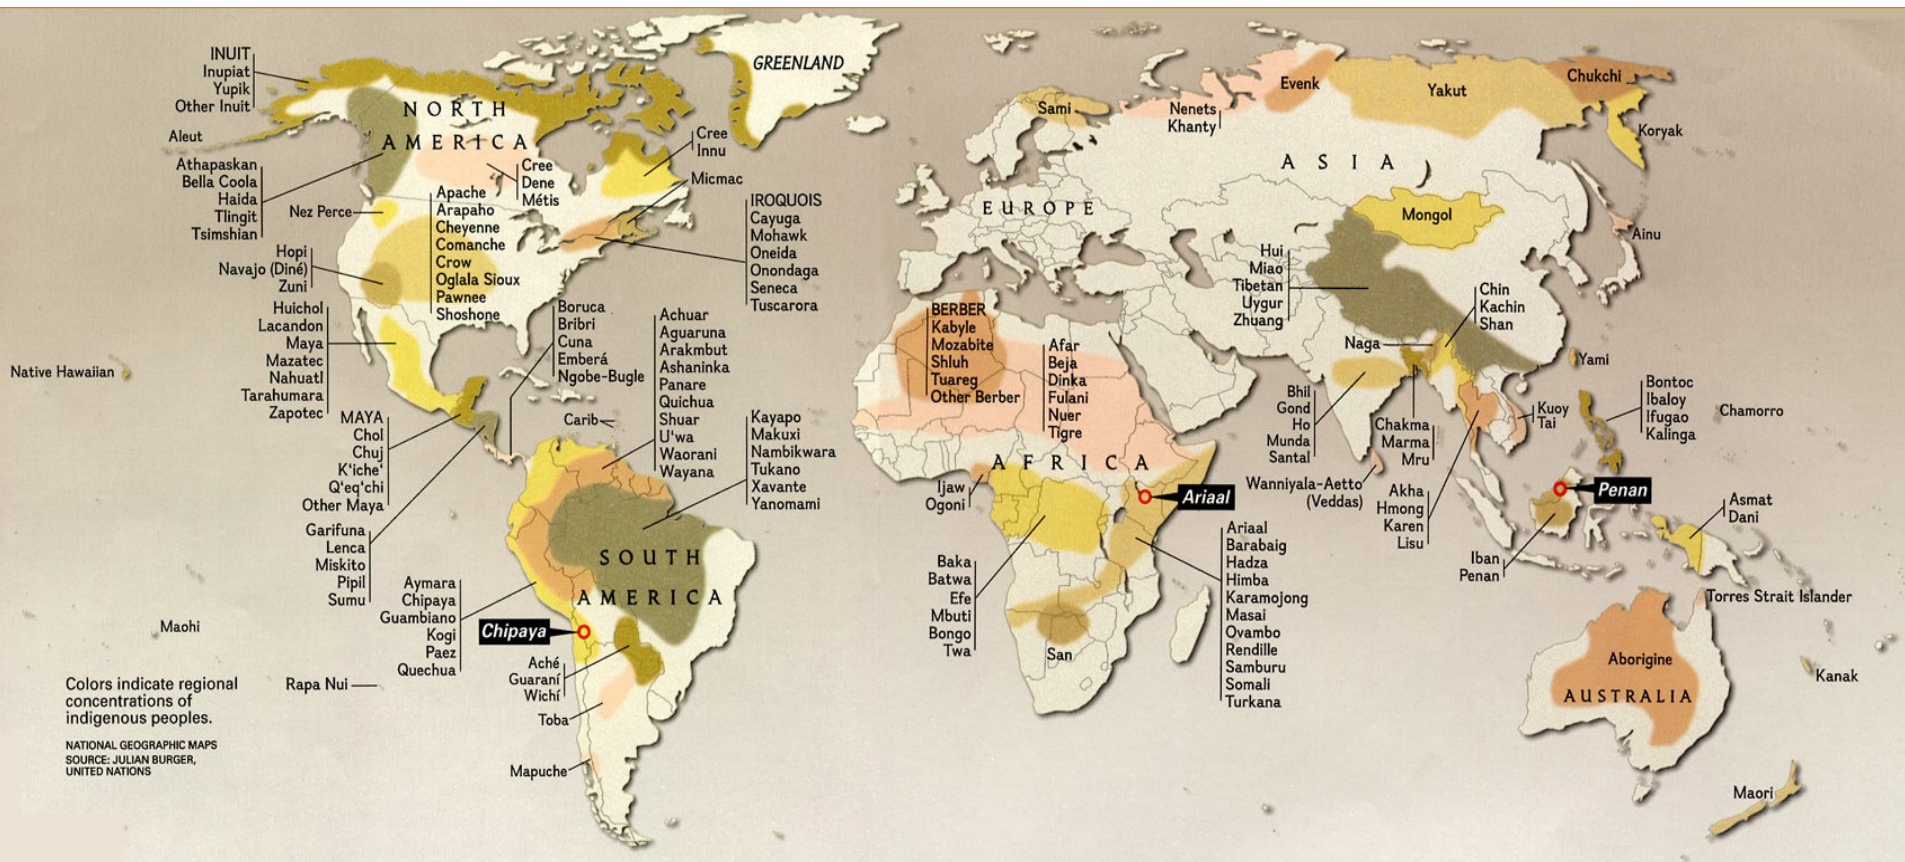 INUIT
Inupiat
Yupik
Other Inuit
Aleut
Athapaskan
Bella Coola
Haida
Tlingit
Tsimshian
Nez Perce
Hopi
Navajo (Diné)
Zuni
Huichol
Lacandon
Maya
Mazatec
Nahuatl
Tarahumara
Zapotec
Native Hawaiian
MAYA
Chol
Chuj
K'iche'
Q'eq'chi
Other Maya
Garifuna
Lenca
Miskito
Pipil
Sumu
Maohi
Rapa Nui
NORTH
AMERICA
GREENLAND
Cree
Innu
Micmac
Cree
Dene
Métis
Apache
Arapaho
Cheyenne
Comanche
Crow
Oglala Sioux
Pawnee
Shoshone
IROQUOIS
Cayuga
Mohawk
Oneida
Onondaga
Seneca
Tuscarora
Boruca
Bribri
Cuna
Emberá
Ngobe-Bugle
Carib
Achuar
Aguaruna
Arakmbut
Ashaninka
Panare
Quichua
Shuar
U'wa
Waorani
Wayana
Kayapo
Makuxi
Nambikwara
Tukano
Xavante
Yanomami
SOUTH
AMERICA
Aymara
Chipaya
Guambiano
Kogi
Paez
Quechua
Chipaya
Aché
Guaraní
Wichí
Toba
Mapuche
Sami
Nenets
Khanty
Evenk
Yakut
Chukchi
Koryak
ASIA
EUROPE
Mongol
Ainu
Hui
Miao
Tibetan
Uygur
Zhuang
Chin
Kachin
Shan
Naga
Yami
BERBER
Kabyle
Mozabite
Shluh
Tuareg
Other Berber
Afar
Beja
Dinka
Fulani
Nuer
Tigre
AFRICA
Ijaw
Ogoni
Ariaal
Baka
Batwa
Efe
Mbuti
Bongo
Twa
San
Ariaal
Barabaig
Hadza
Himba
Karamojong
Masai
Ovambo
Rendille
Samburu
Somali
Turkana
Bhil
Gond
Ho
Munda
Santal
Wanniyala-Aetto
(Veddas)
Chakma
Marma
Mru
Akha
Hmong
Karen
Lisu
Kuoy
Tai
Bontoc
Ibaloy
Ifugao
Kalinga
Chamorro
Penan
Iban
Penan
Asmat
Dani
Torres Strait Islander
Aborigine
AUSTRALIA
Kanak
Maori
Colors indicate regional
concentrations of
indigenous peoples.
NATIONAL GEOGRAPHIC MAPS
SOURCE: JULIAN BURGER,
UNITED NATIONS